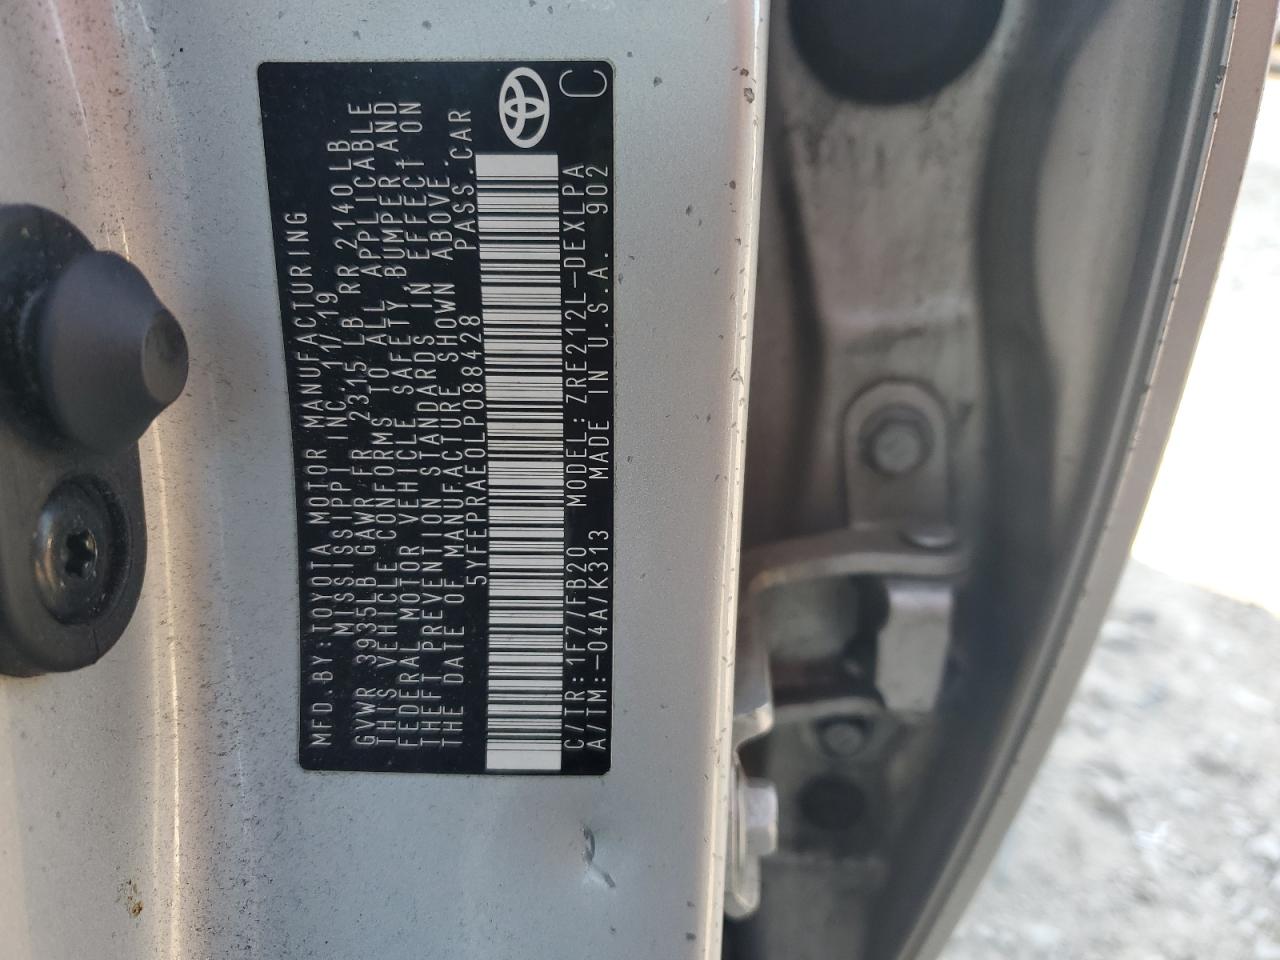 MFD.BY:TOYOTA MOTOR MANUFACTURING
MISSISSIPPI INC.11/19
GVWR 3935LB GAWR FR 2315 LB RR 2140LB
THIS VEHICLE CONFORMS TO ALL APPLICABLE
FEDERAL MOTOR VEHICLE SAFETY,BUMPER,AND
THEFT PREVENTION STANDARDS IN EFFECT ON
THE DATE OF MANUFACTURE SHOWN ABOVE.
5YFEPRAE0LP088428 PASS.CAR
C/TR:1F7/FB20 MODEL:ZRE212L-DEXLPA
A/TM:-04A/K313 MADE IN U.S.A. 902
C